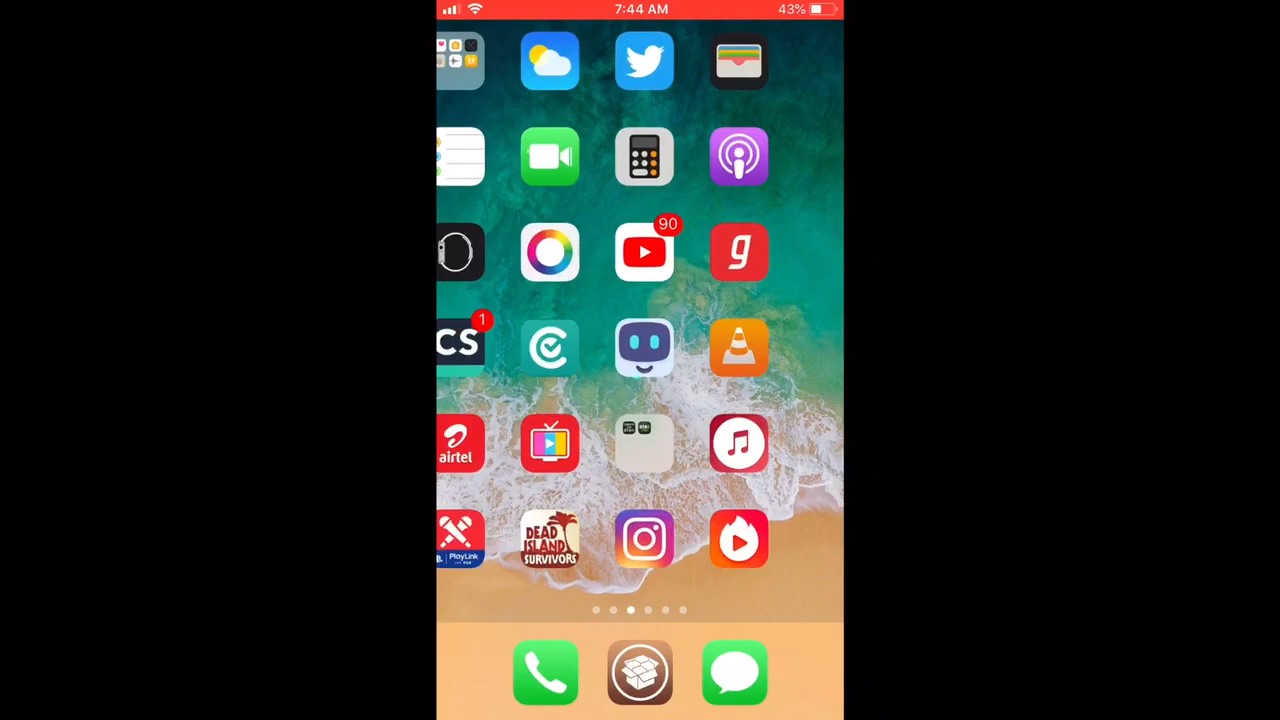 7:44 AM
43%
90
g
CS
1
airtel
DEAD
ISLAND
SURVIVORS
PlayLink